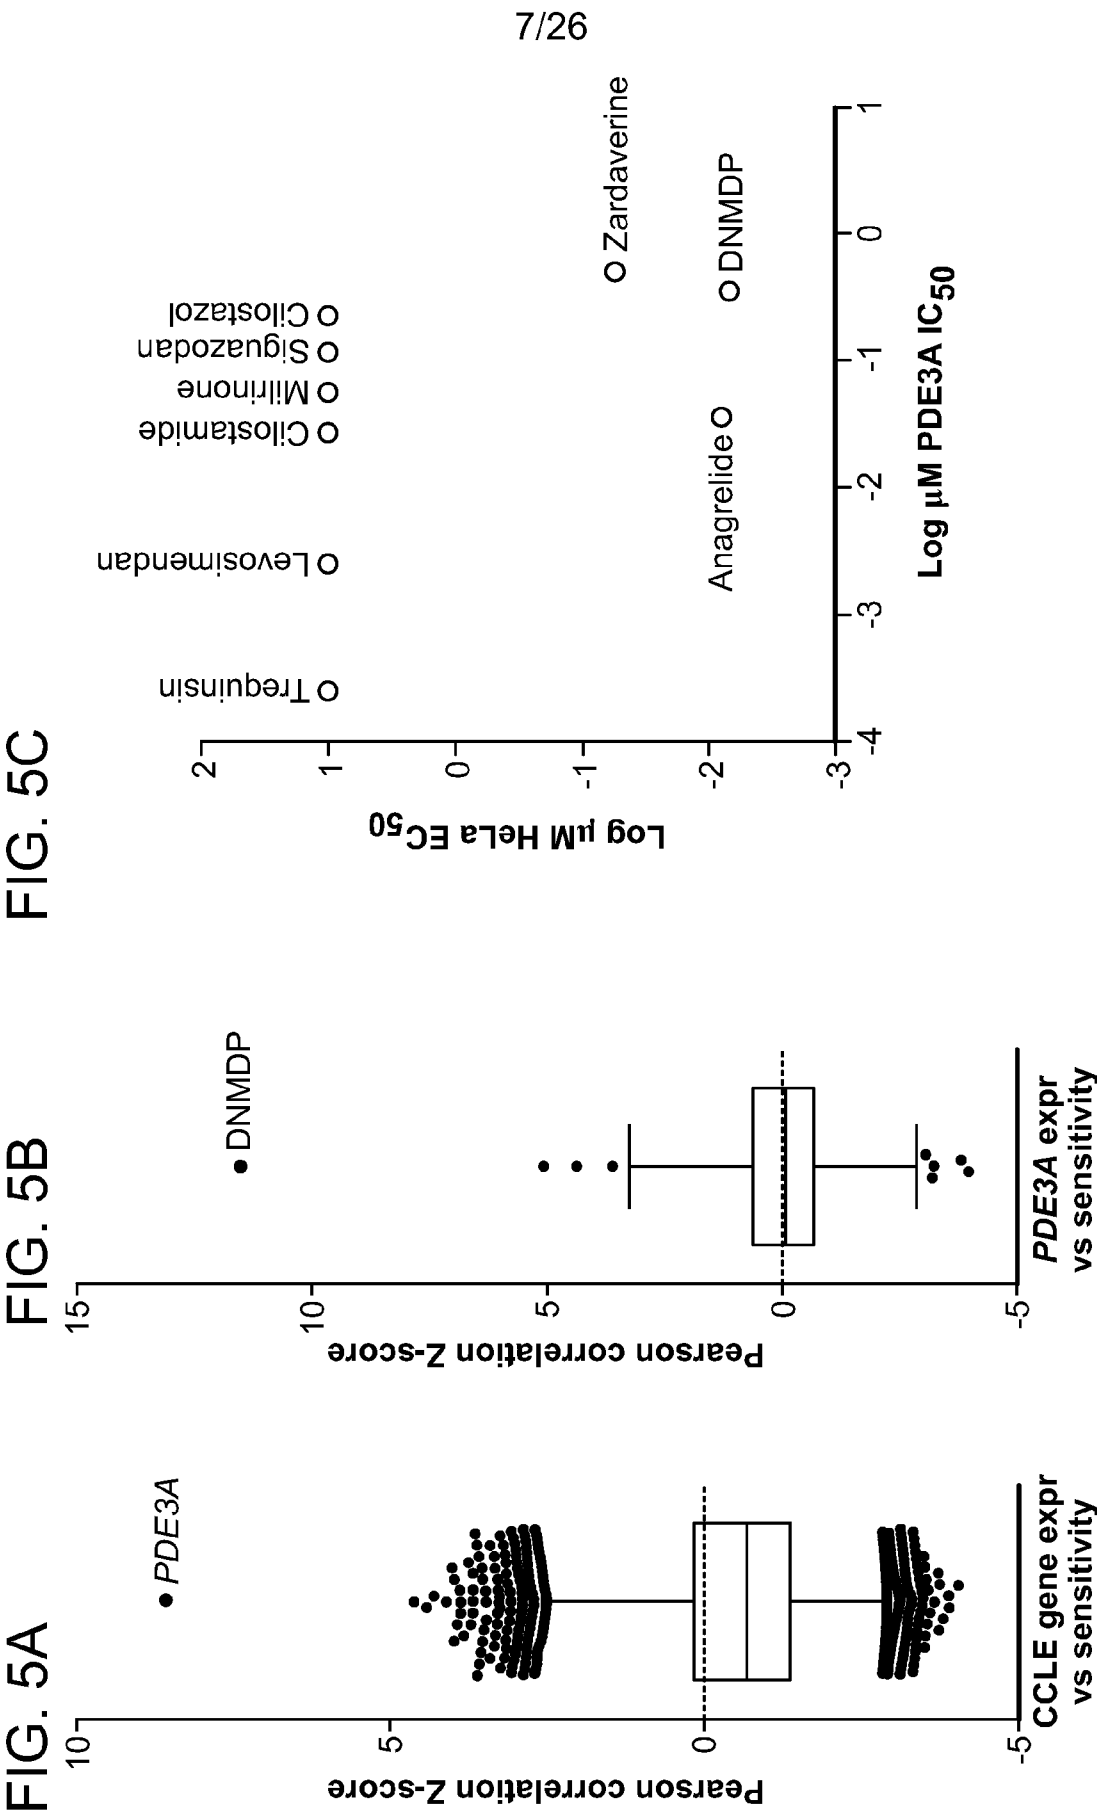 7/26
FIG. 5A
10
5
0
-5
Pearson correlation Z-score
PDE3A
CCLE gene expr
vs sensitivity
FIG. 5B
15
10
5
0
-5
Pearson correlation Z-score
DNMDP
PDE3A expr
vs sensitivity
FIG. 5C
2
1
0
-1
-2
-3
Log µM HeLa EC50
Trequinsin
Levosimendan
Cilostamide
Milrinone
Siguazodan
Cilostazol
Zardaverine
Anagrelide
DNMDP
-4
-3
-2
-1
0
1
Log µM PDE3A IC50